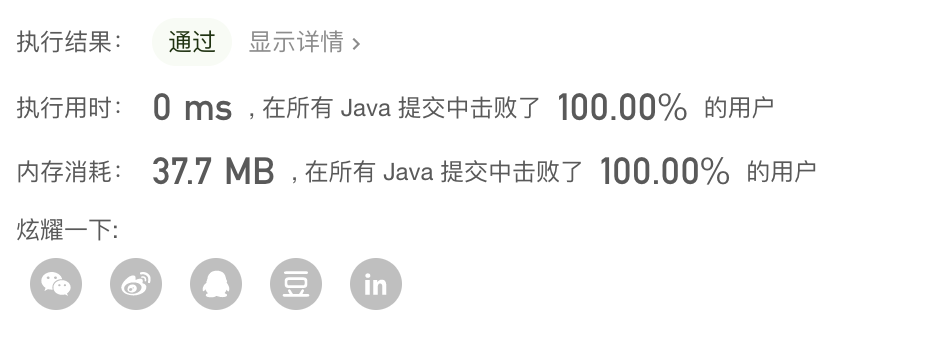 执行结果： 通过 显示详情 ›
执行用时： 0 ms ，在所有 Java 提交中击败了 100.00% 的用户
内存消耗： 37.7 MB ，在所有 Java 提交中击败了 100.00% 的用户
炫耀一下:
豆 in